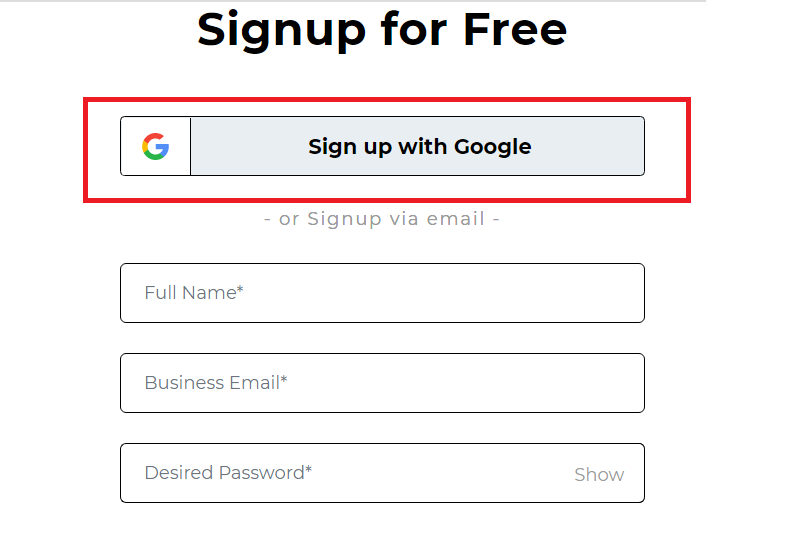 Signup for Free
Sign up with Google
- or Signup via email -
Full Name*
Business Email*
Desired Password* Show